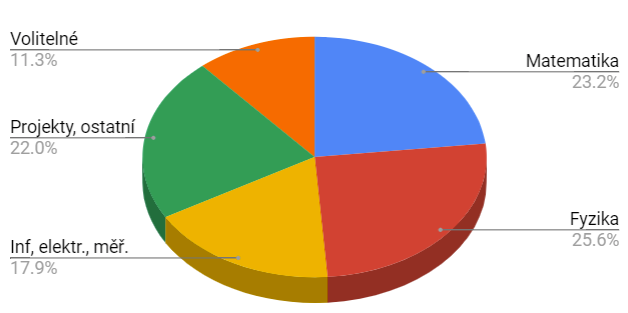 Volitelné
11.3%
Matematika
23.2%
Projekty, ostatní
22.0%
Fyzika
25.6%
Inf, elektr., měř.
17.9%